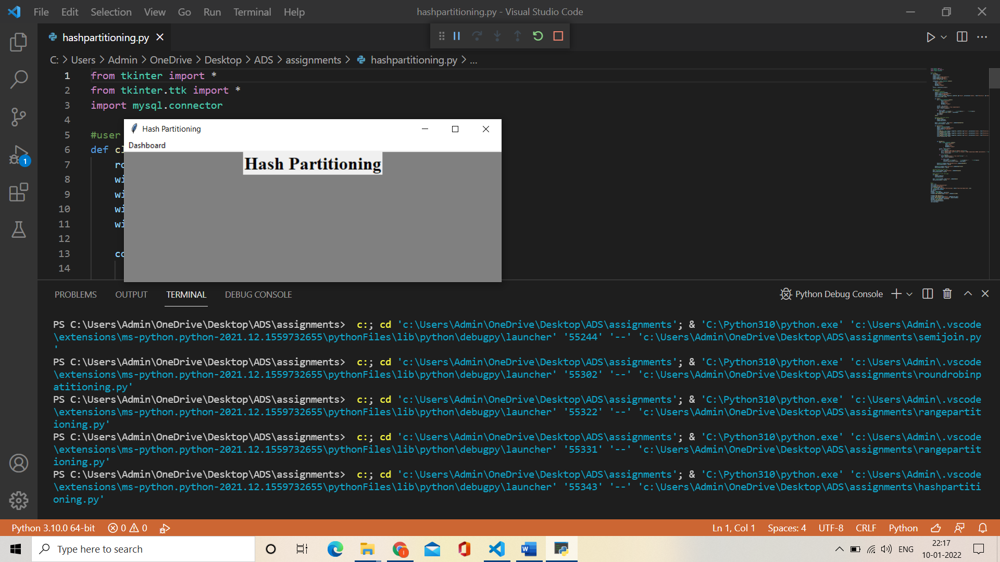 File Edit Selection View Go Run Terminal Help
hashpartitioning.py - Visual Studio Code
hashpartitioning.py
C: > Users > Admin > OneDrive > Desktop > ADS > assignments > hashpartitioning.py > ...
1 from tkinter import *
2 from tkinter.ttk import *
3 import mysql.connector
4
5 #user
6 def cl
7 ro
8 wi
9 wi
10 wi
11 wi
12
13 co
14
Hash Partitioning
Dashboard
Hash Partitioning
1
PROBLEMS OUTPUT TERMINAL DEBUG CONSOLE
Python Debug Console
PS C:\Users\Admin\OneDrive\Desktop\ADS\assignments>  c:; cd 'c:\Users\Admin\OneDrive\Desktop\ADS\assignments'; & 'C:\Python310\python.exe' 'c:\Users\Admin\.vscode
\extensions\ms-python.python-2021.12.1559732655\pythonFiles\lib\python\debugpy\launcher' '55244' '--' 'c:\Users\Admin\OneDrive\Desktop\ADS\assignments\semijoin.py
'
PS C:\Users\Admin\OneDrive\Desktop\ADS\assignments>  c:; cd 'c:\Users\Admin\OneDrive\Desktop\ADS\assignments'; & 'C:\Python310\python.exe' 'c:\Users\Admin\.vscode
\extensions\ms-python.python-2021.12.1559732655\pythonFiles\lib\python\debugpy\launcher' '55302' '--' 'c:\Users\Admin\OneDrive\Desktop\ADS\assignments\roundrobinp
atitioning.py'
PS C:\Users\Admin\OneDrive\Desktop\ADS\assignments>  c:; cd 'c:\Users\Admin\OneDrive\Desktop\ADS\assignments'; & 'C:\Python310\python.exe' 'c:\Users\Admin\.vscode
\extensions\ms-python.python-2021.12.1559732655\pythonFiles\lib\python\debugpy\launcher' '55322' '--' 'c:\Users\Admin\OneDrive\Desktop\ADS\assignments\rangepartit
ioning.py'
PS C:\Users\Admin\OneDrive\Desktop\ADS\assignments>  c:; cd 'c:\Users\Admin\OneDrive\Desktop\ADS\assignments'; & 'C:\Python310\python.exe' 'c:\Users\Admin\.vscode
\extensions\ms-python.python-2021.12.1559732655\pythonFiles\lib\python\debugpy\launcher' '55331' '--' 'c:\Users\Admin\OneDrive\Desktop\ADS\assignments\rangepartit
ioning.py'
PS C:\Users\Admin\OneDrive\Desktop\ADS\assignments>  c:; cd 'c:\Users\Admin\OneDrive\Desktop\ADS\assignments'; & 'C:\Python310\python.exe' 'c:\Users\Admin\.vscode
\extensions\ms-python.python-2021.12.1559732655\pythonFiles\lib\python\debugpy\launcher' '55343' '--' 'c:\Users\Admin\OneDrive\Desktop\ADS\assignments\hashpartiti
oning.py'
Python 3.10.0 64-bit 0 0 Ln 1, Col 1 Spaces: 4 UTF-8 CRLF Python
Type here to search
ENG
22:17
10-01-2022